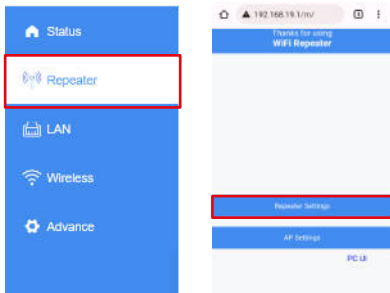 Status
Repeater
LAN
Wireless
Advance
192.168.19.1/m/
Thanks for using
WiFi Repeater
Repeater Settings
AP Settings
PC UI